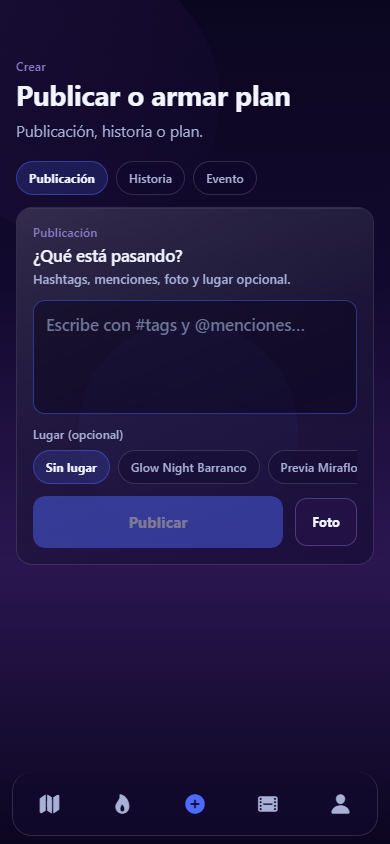 Crear
Publicar o armar plan
Publicación, historia o plan.
Publicación
Historia
Evento
Publicación
¿Qué está pasando?
Hashtags, menciones, foto y lugar opcional.
Escribe con #tags y @menciones...
Lugar (opcional)
Sin lugar
Glow Night Barranco
Previa Miraflo
Publicar
Foto